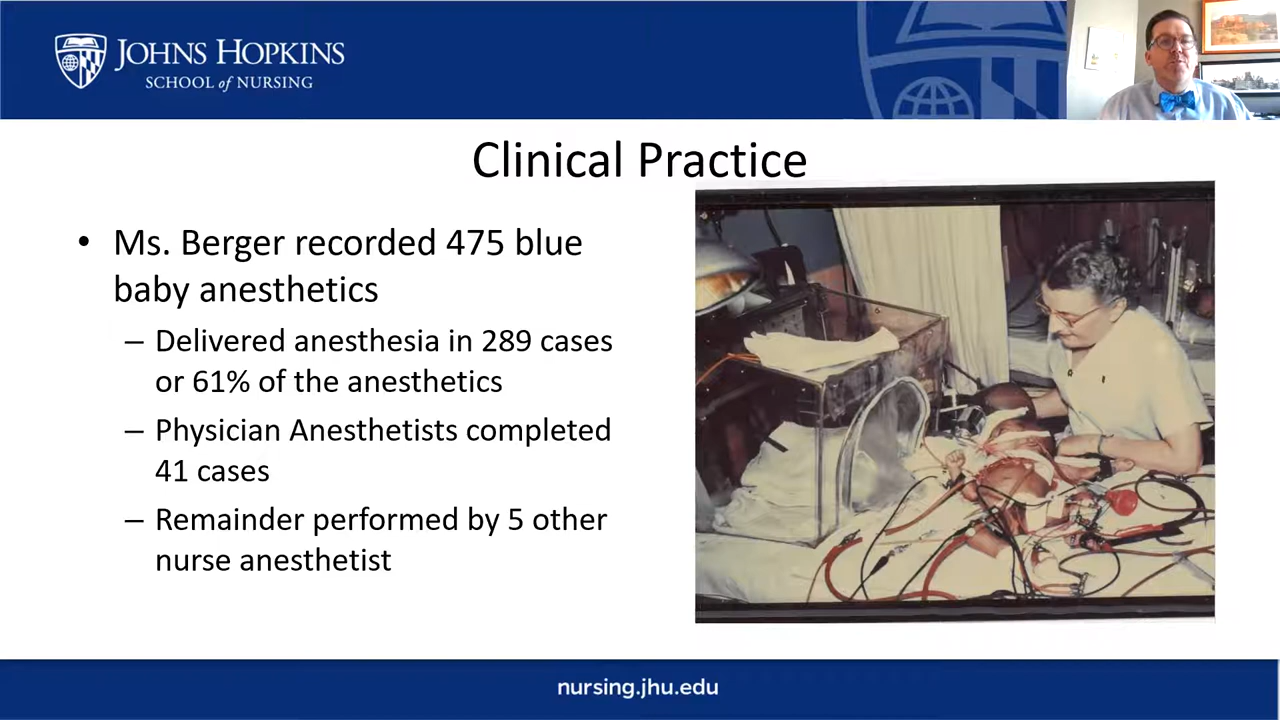 JOHNS HOPKINS
SCHOOL of NURSING
Clinical Practice
• Ms. Berger recorded 475 blue
baby anesthetics
– Delivered anesthesia in 289 cases
or 61% of the anesthetics
– Physician Anesthetists completed
41 cases
– Remainder performed by 5 other
nurse anesthetist
nursing.jhu.edu